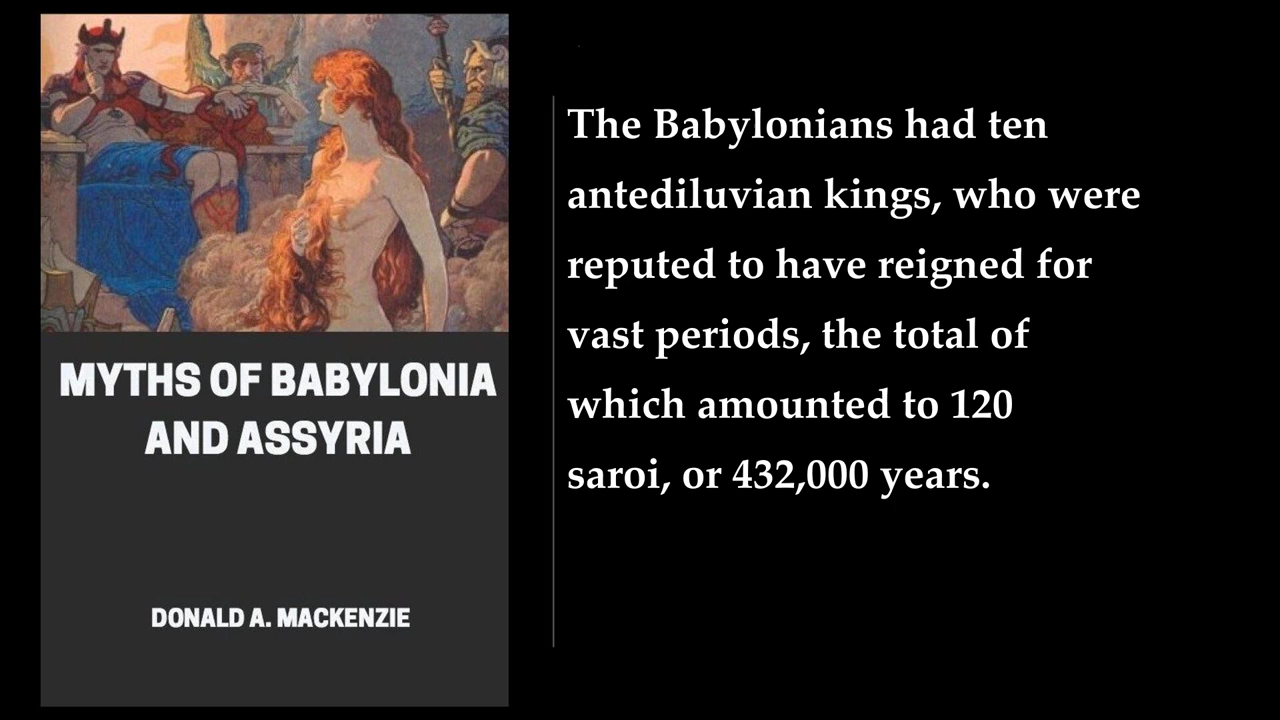 MYTHS OF BABYLONIA
AND ASSYRIA
DONALD A. MACKENZIE
The Babylonians had ten
antediluvian kings, who were
reputed to have reigned for
vast periods, the total of
which amounted to 120
saroi, or 432,000 years.